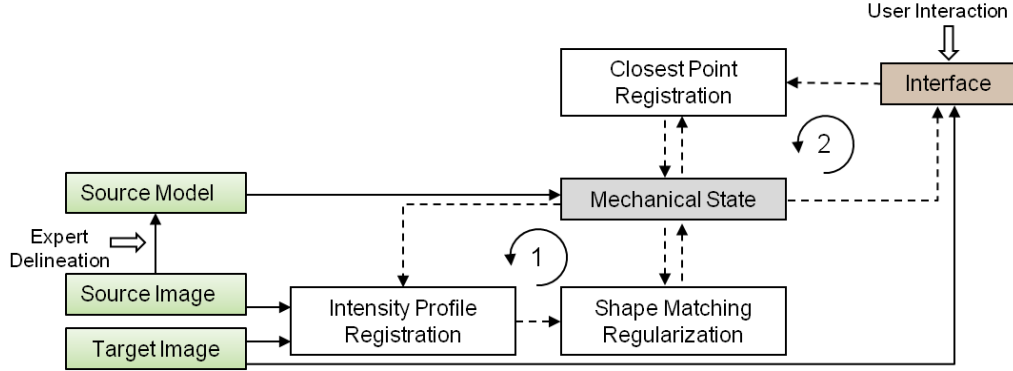 User Interaction
Closest Point
Registration
Interface
2
Source Model
Mechanical State
Expert
Delineation
1
Source Image
Intensity Profile
Registration
Shape Matching
Regularization
Target Image